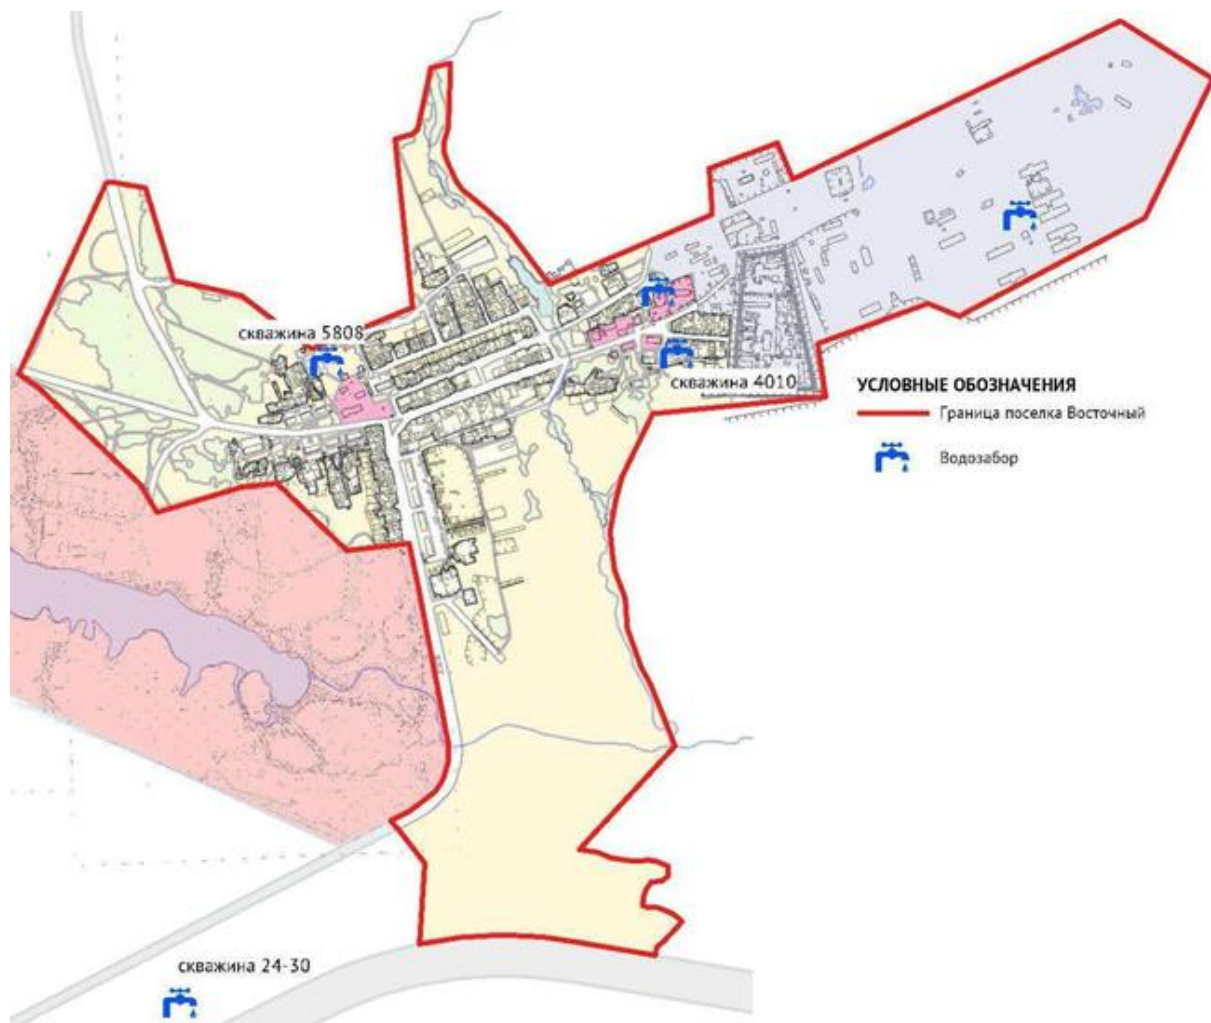 скважина 5808
скважина 4010
УСЛОВНЫЕ ОБОЗНАЧЕНИЯ
Граница поселка Восточный
Водозабор
скважина 24-30